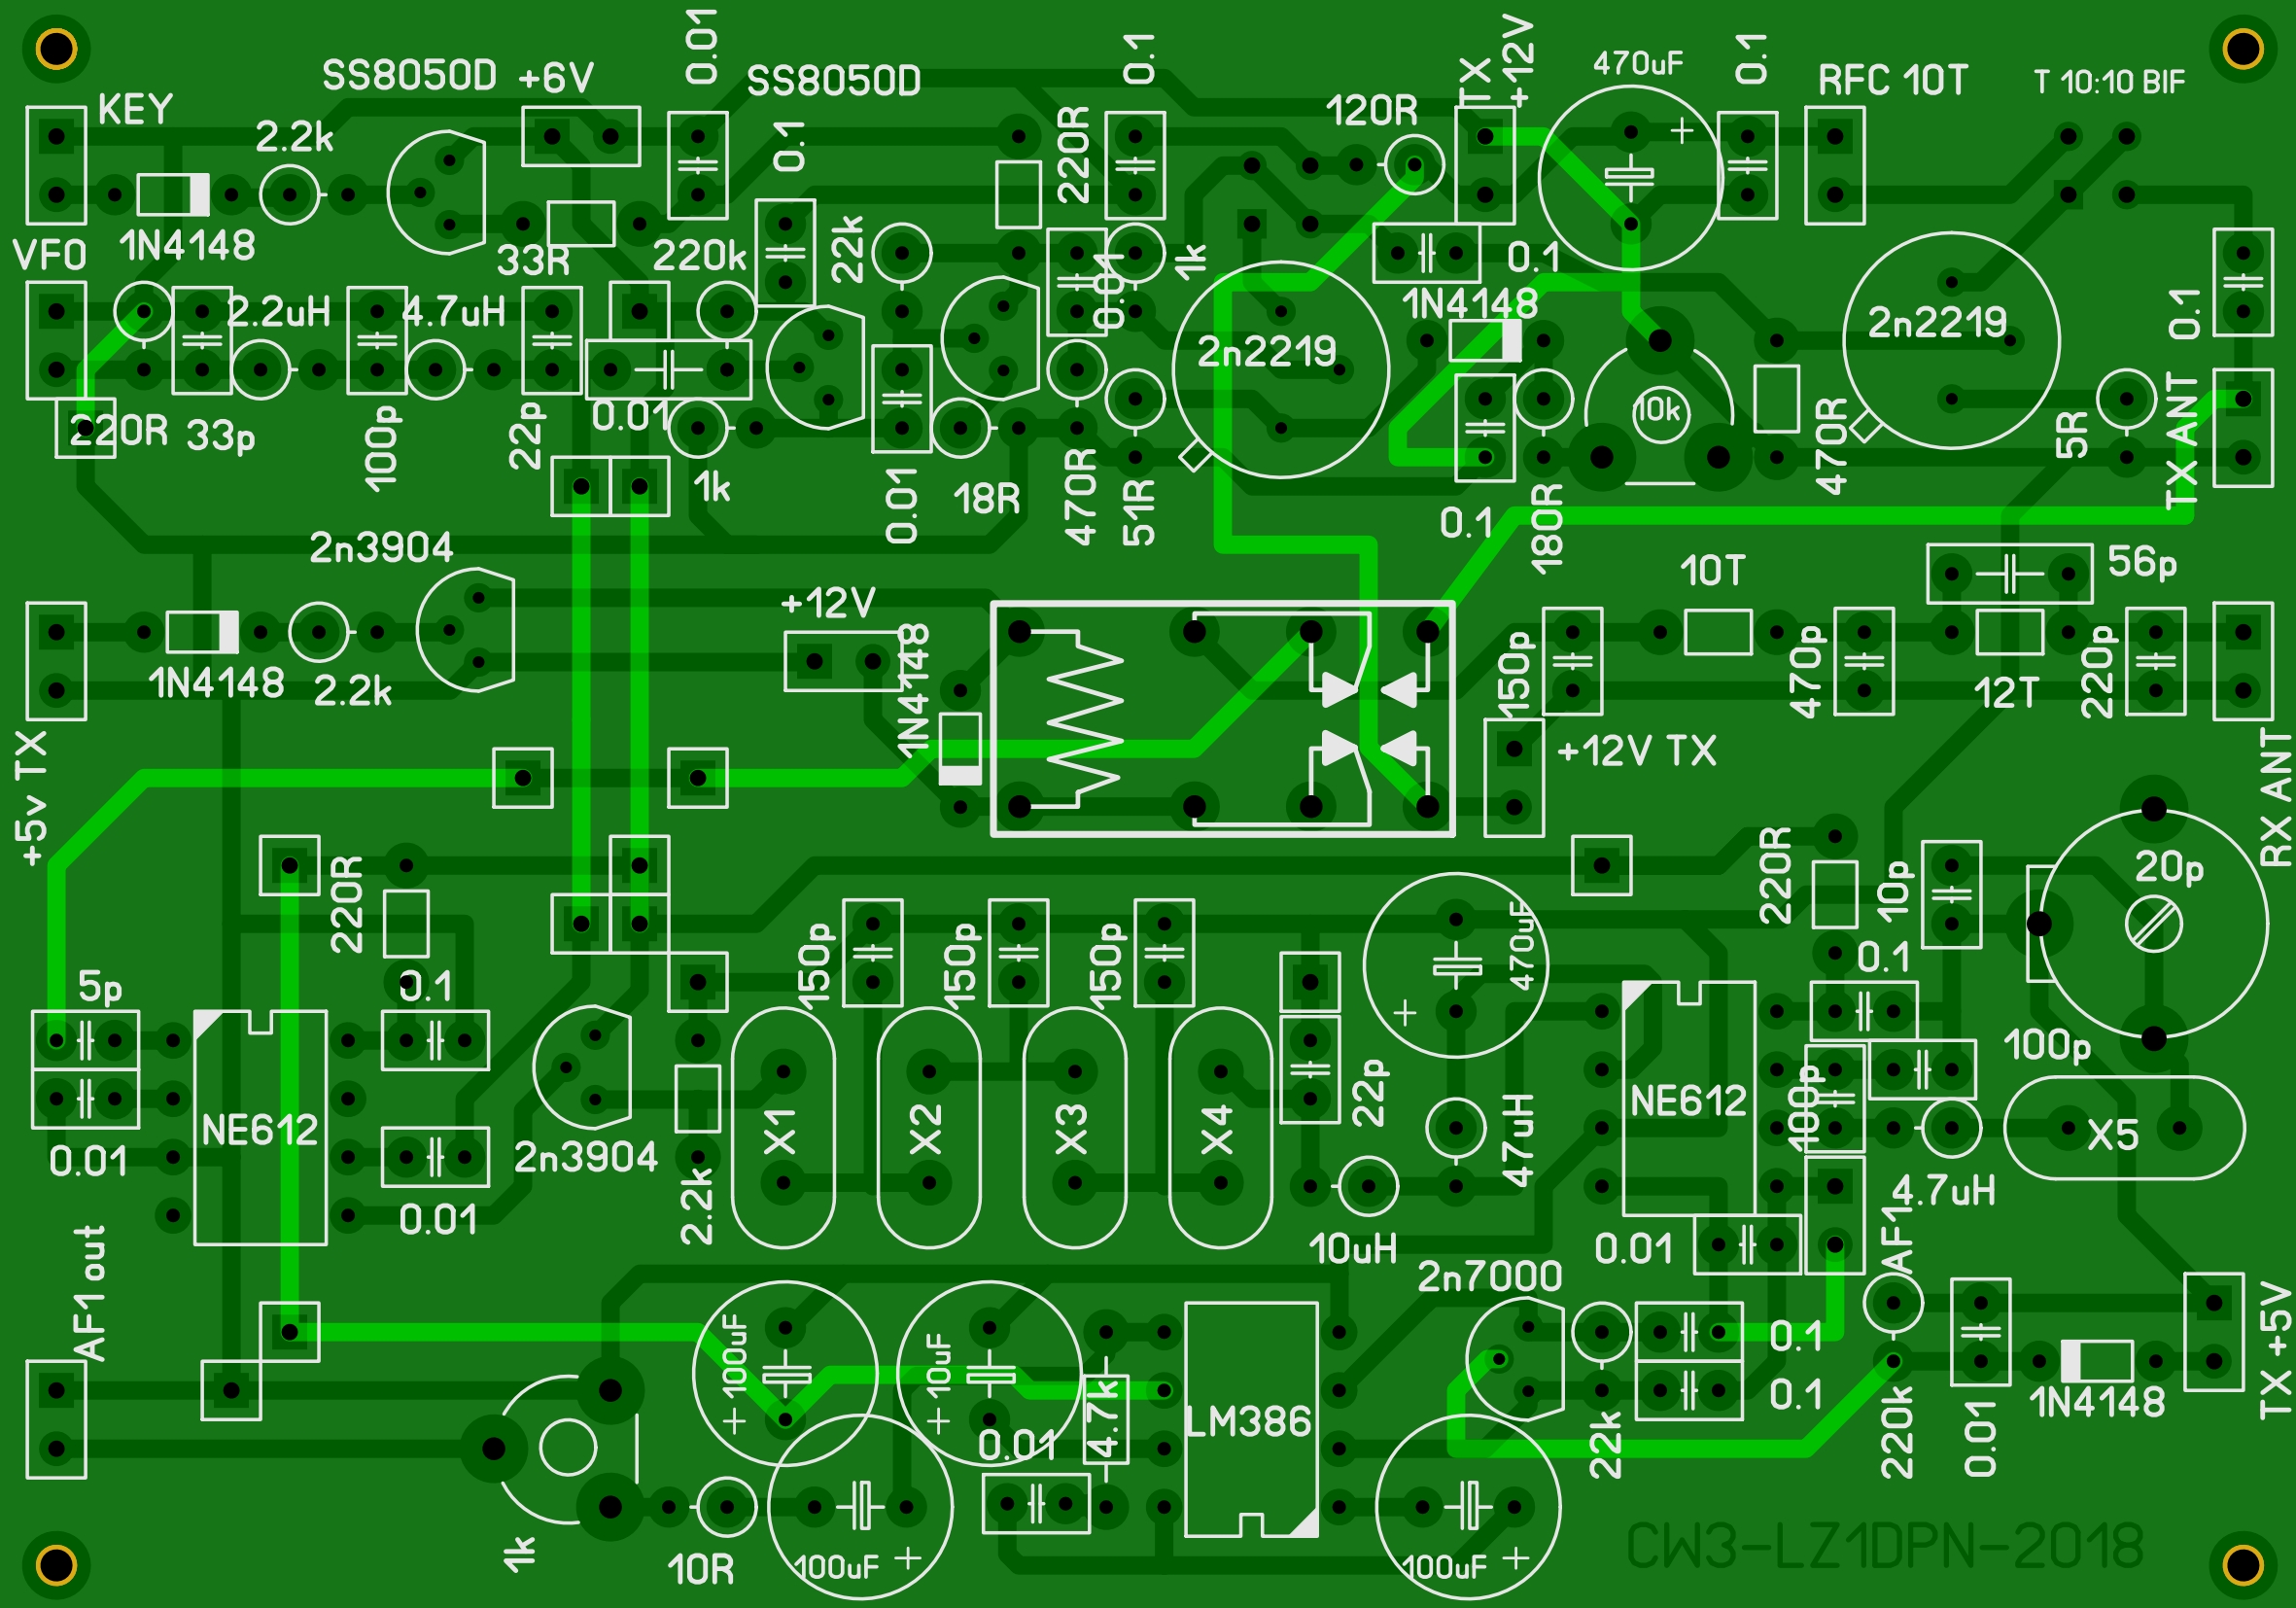 0.01
0.1
TX
+12V
470uF
0.1
RFC 10T
T 10:10 BIF
SS8050D
+6V
SS8050D
KEY
2.2k
0.1
220R
120R
1N4148
VFO
33R
220k
22k
0.01
1k
0.1
1N4148
2n2219
0.1
2.2uH
4.7uH
2n2219
10k
220R
33p
100p
22p
0.01
1k
0.01
18R
470R
51R
0.1
180R
470R
5R
TX ANT
2n3904
10T
56p
+12V
1N4148
2.2k
1N4148
150p
470p
12T
220p
+5v TX
+12V TX
RX ANT
220R
220R
10p
20p
5p
0.1
150p
150p
150p
470uF
0.1
100p
NE612
0.01
2n3904
X1
X2
X3
X4
22p
47uH
NE612
100p
X5
0.01
2.2k
10uH
0.01
4.7uH
AF1
AF1 out
2n7000
100uF
10uF
0.1
0.1
TX +5V
4.7k
LM386
0.01
22k
220k
0.01
1N4148
1k
10R
100uF
100uF
CW3-LZ1DPN-2018